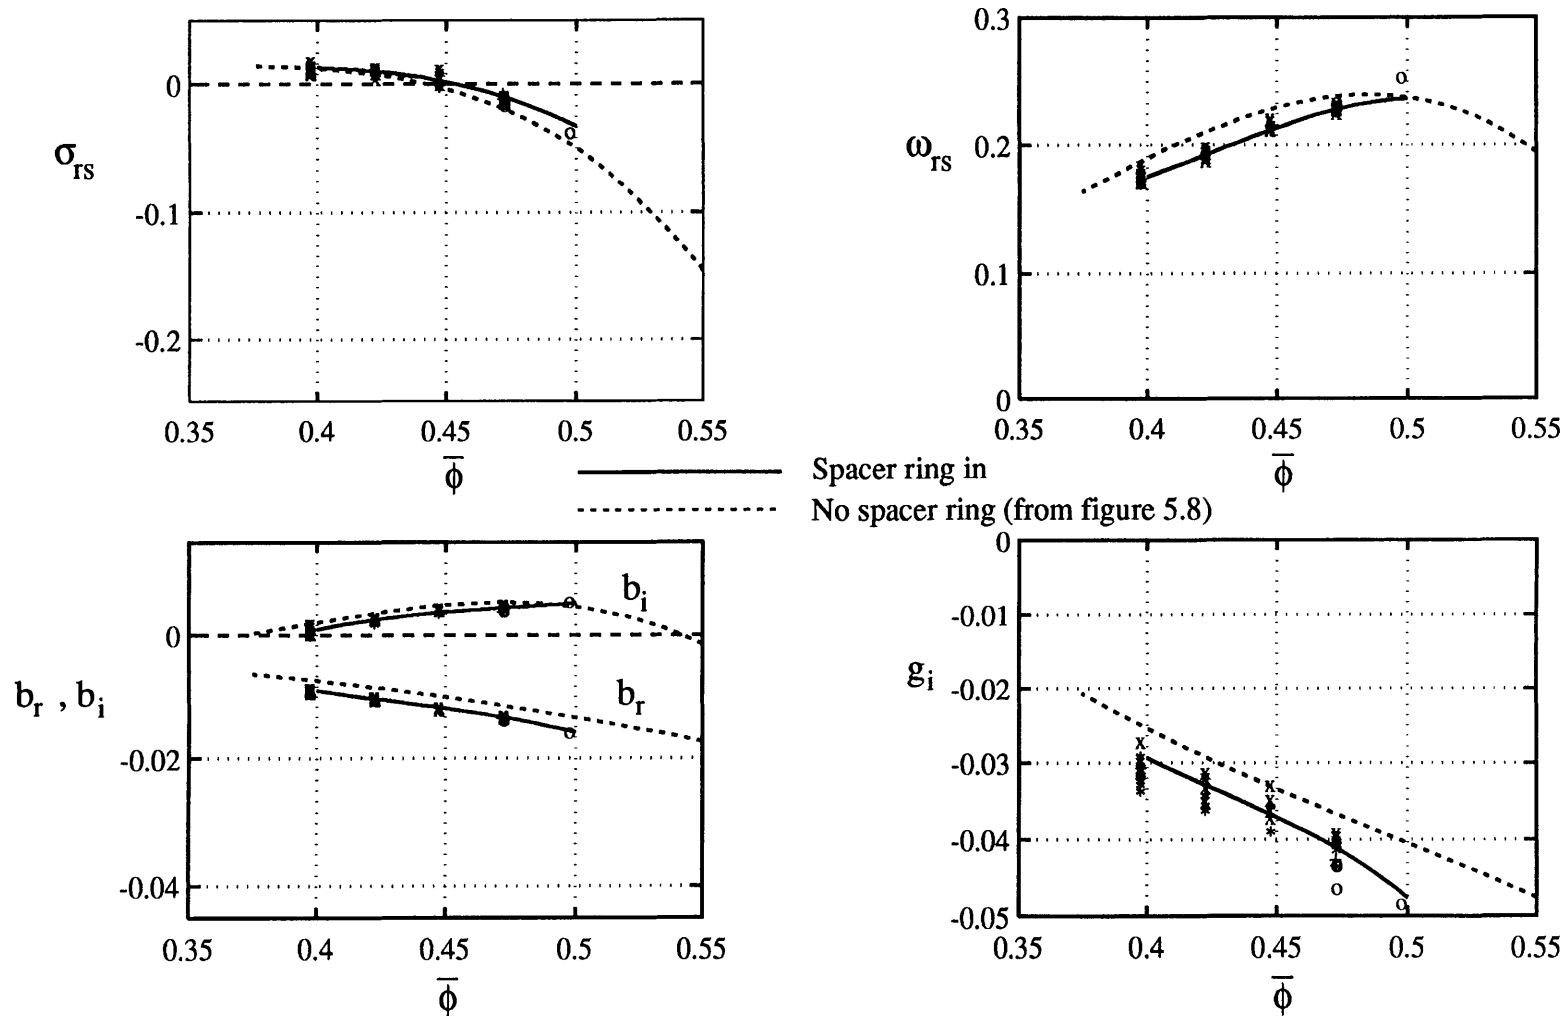 0
-0.1
-0.2
σrs
0.35 0.4 0.45 0.5 0.55
ϕ̅
0.3
0.2
0.1
0
ωrs
0.35 0.4 0.45 0.5 0.55
ϕ̅
Spacer ring in
No spacer ring (from figure 5.8)
0
-0.02
-0.04
br , bi
bi
br
0.35 0.4 0.45 0.5 0.55
ϕ̅
0
-0.01
-0.02
-0.03
-0.04
-0.05
gi
0.35 0.4 0.45 0.5 0.55
ϕ̅